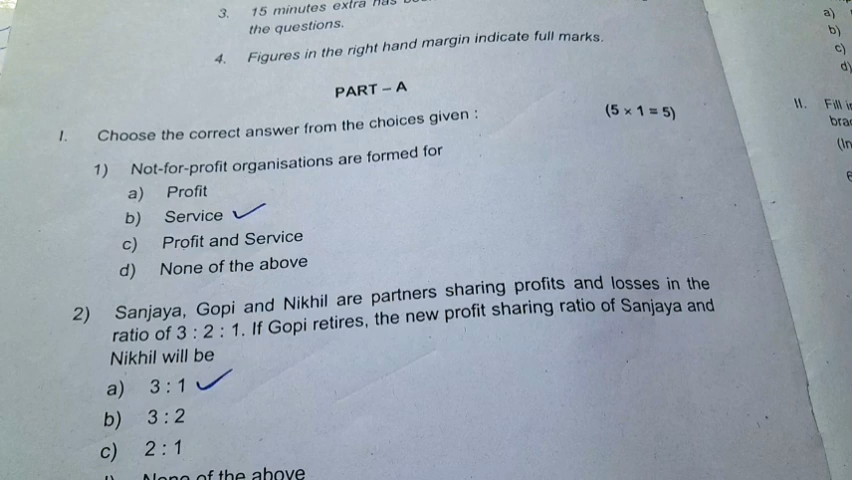 3. 15 minutes extra has
the questions.
4. Figures in the right hand margin indicate full marks.
PART – A
I. Choose the correct answer from the choices given : (5 × 1 = 5)
1) Not-for-profit organisations are formed for
a) Profit
b) Service
c) Profit and Service
d) None of the above
2) Sanjaya, Gopi and Nikhil are partners sharing profits and losses in the
ratio of 3 : 2 : 1. If Gopi retires, the new profit sharing ratio of Sanjaya and
Nikhil will be
a) 3 : 1
b) 3 : 2
c) 2 : 1
None of the above
a)
b)
c)
d)
II. Fill